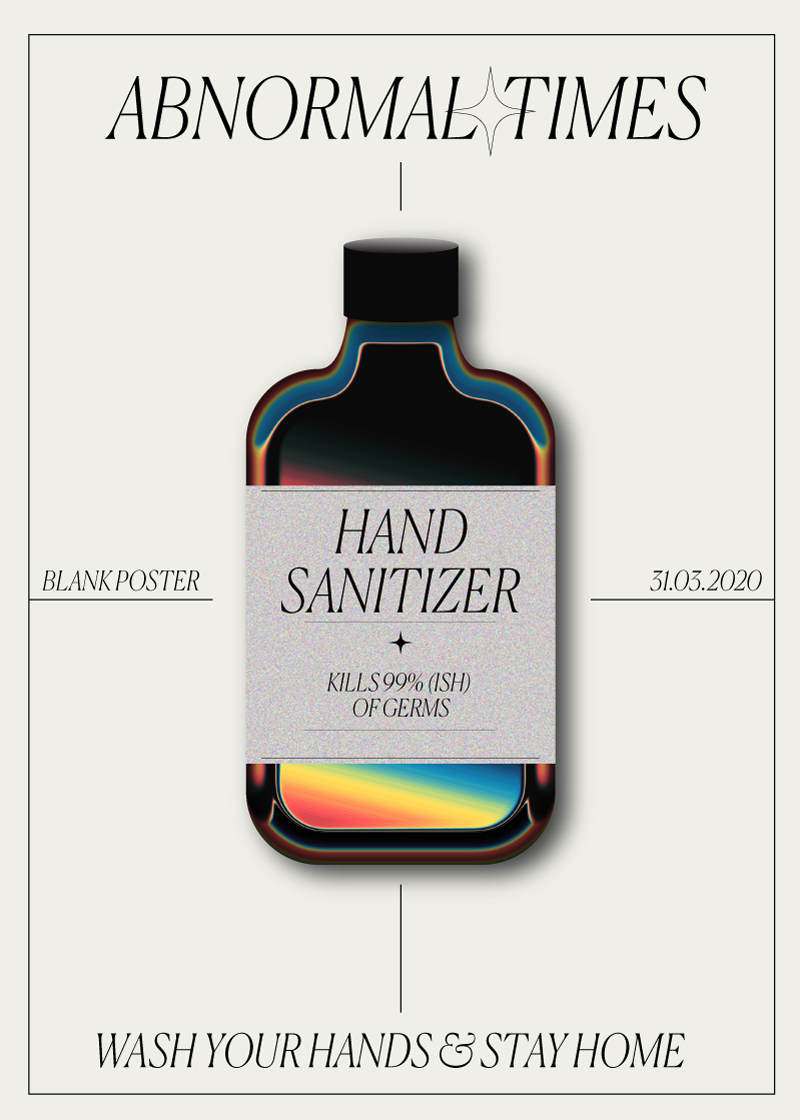 ABNORMAL TIMES
HAND
SANITIZER
BLANK POSTER
31.03.2020
KILLS 99% (ISH)
OF GERMS
WASH YOUR HANDS & STAY HOME